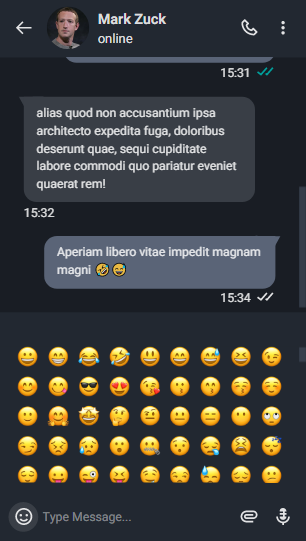 Mark Zuck
online
15:31
alias quod non accusantium ipsa
architecto expedita fuga, doloribus
deserunt quae, sequi cupiditate
labore commodi quo pariatur eveniet
quaerat rem!
15:32
Aperiam libero vitae impedit magnam
magni 🤣😅
15:34
Type Message...